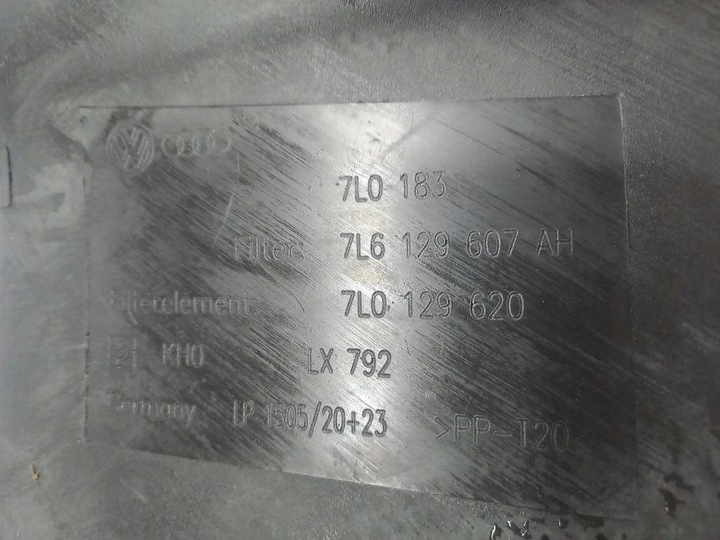 7L0 183
Filter: 7L6 129 607 AH
Filterelement: 7L0 129 620
KHO LX 792
Germany LP 1505/20+23 >PP-T20